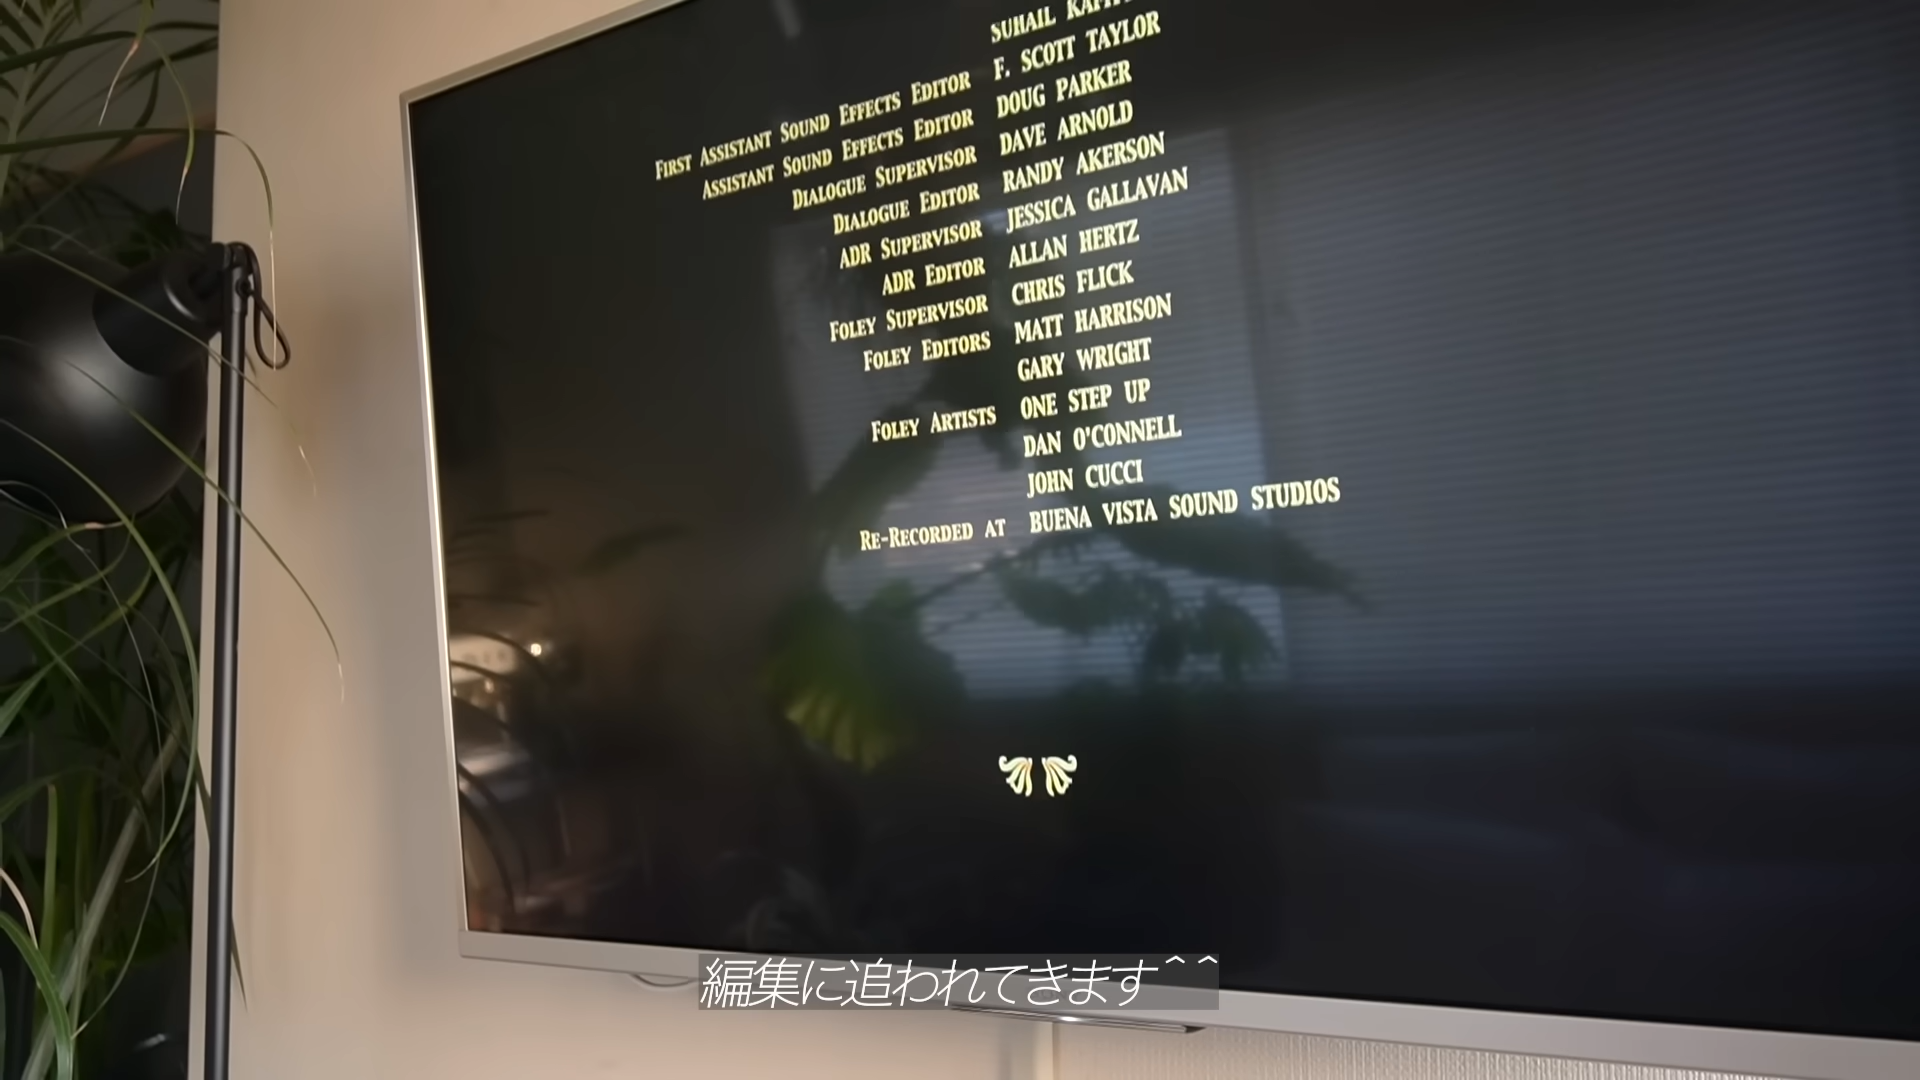 SUHAIL
F. SCOTT TAYLOR
FIRST ASSISTANT SOUND EFFECTS EDITOR DOUG PARKER
ASSISTANT SOUND EFFECTS EDITOR DAVE ARNOLD
DIALOGUE SUPERVISOR RANDY AKERSON
DIALOGUE EDITOR JESSICA GALLAVAN
ADR SUPERVISOR ALLAN HERTZ
ADR EDITOR CHRIS FLICK
FOLEY SUPERVISOR MATT HARRISON
FOLEY EDITORS GARY WRIGHT
FOLEY ARTISTS ONE STEP UP
DAN O'CONNELL
JOHN CUCCI
RE-RECORDED AT BUENA VISTA SOUND STUDIOS
編集に追われてきます^ ^